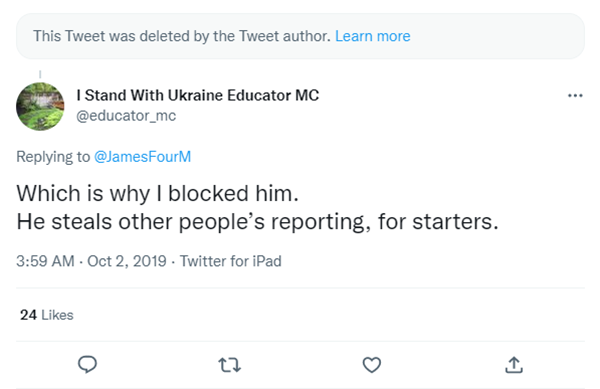 This Tweet was deleted by the Tweet author. Learn more
I Stand With Ukraine Educator MC
@educator_mc
Replying to @JamesFourM
Which is why I blocked him.
He steals other people’s reporting, for starters.
3:59 AM · Oct 2, 2019 · Twitter for iPad
24 Likes